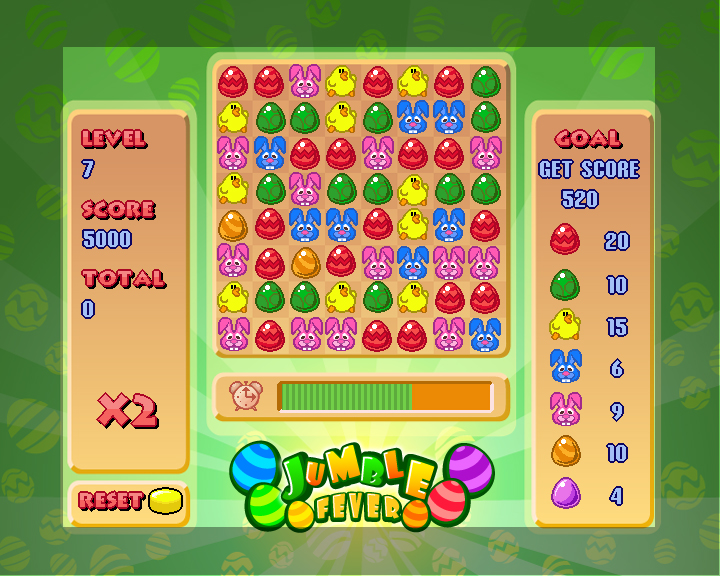 LEVEL
7
SCORE
5000
TOTAL
0
X2
RESET
JUMBLE
FEVER
GOAL
GET SCORE
520
20
10
15
6
9
10
4